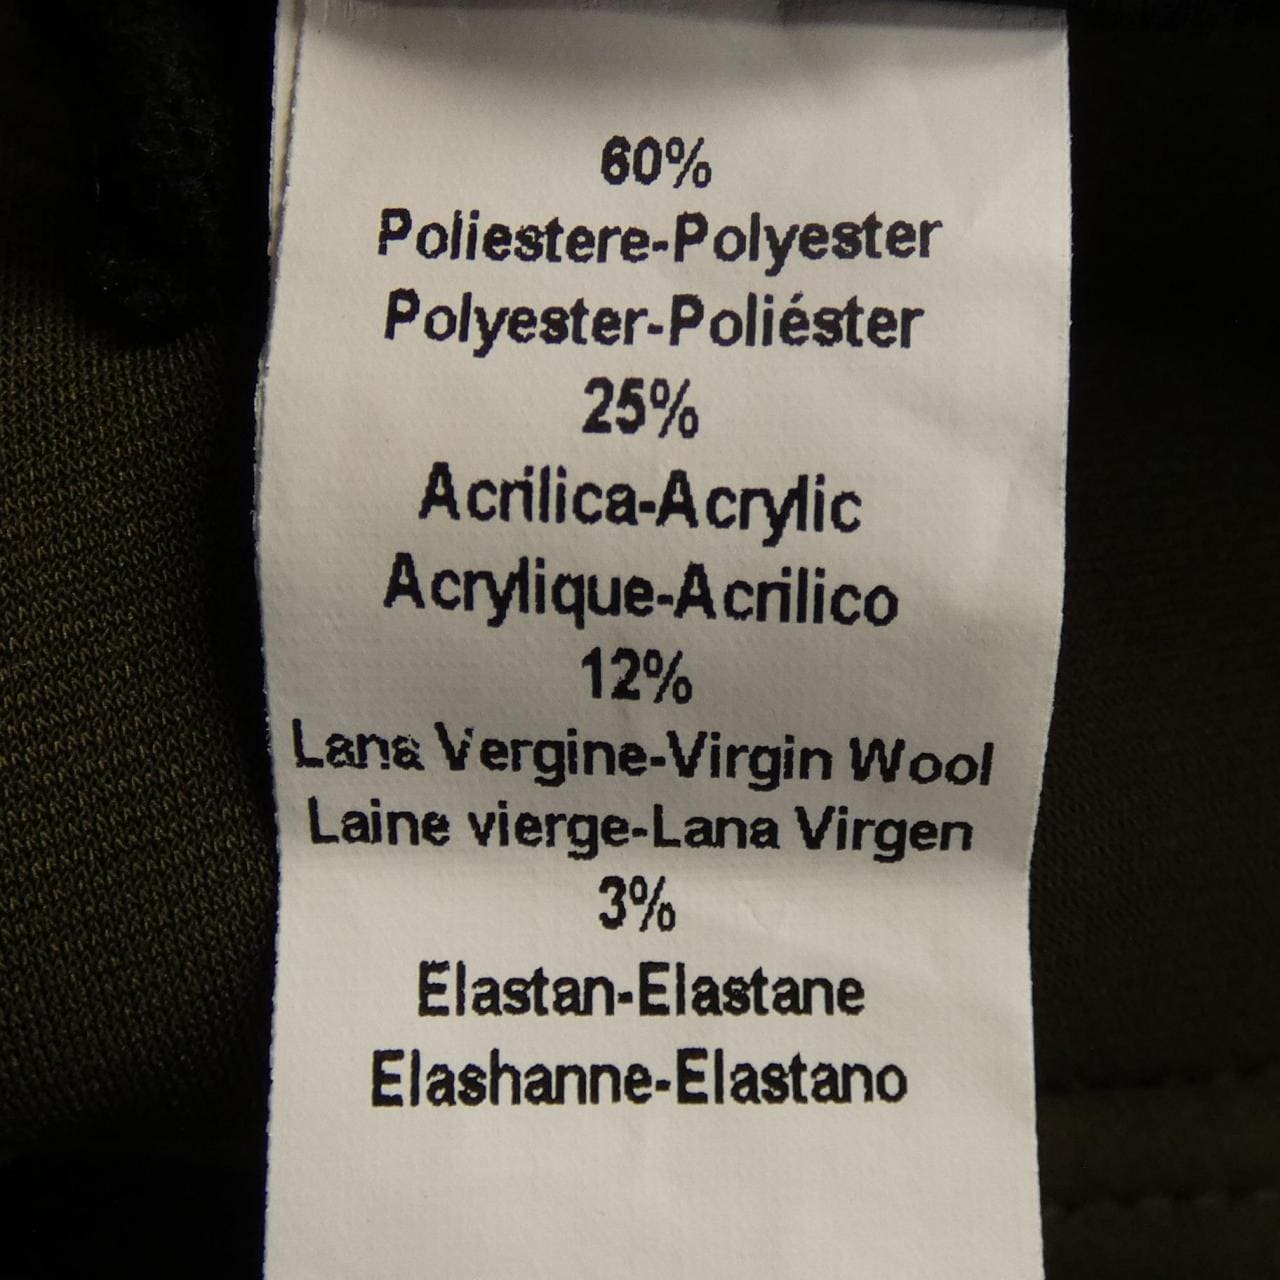 60%
Poliestere-Polyester
Polyester-Poliéster
25%
Acrilica-Acrylic
Acrylique-Acrilico
12%
Lana Vergine-Virgin Wool
Laine vierge-Lana Virgen
3%
Elastan-Elastane
Elashanne-Elastano